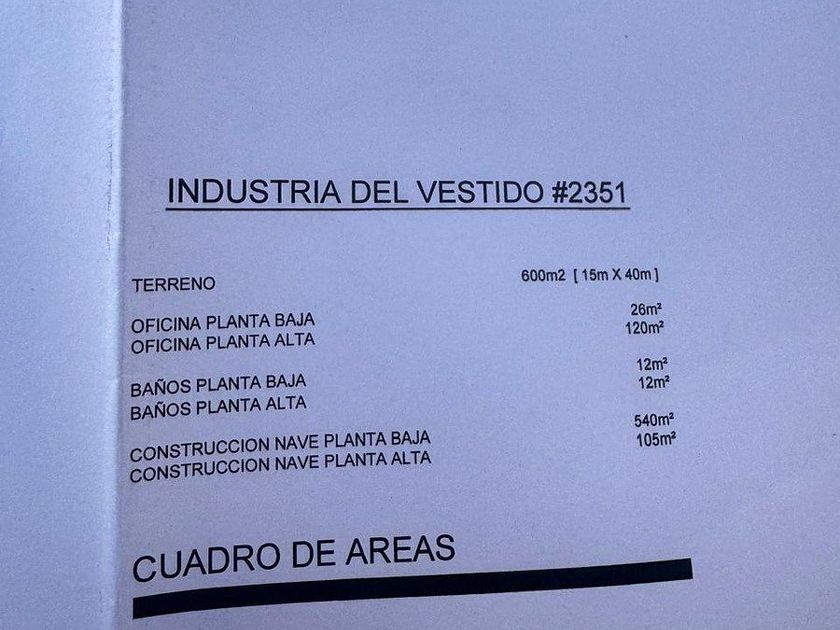 INDUSTRIA DEL VESTIDO #2351
TERRENO 600m2 [ 15m X 40m ]
OFICINA PLANTA BAJA 26m²
OFICINA PLANTA ALTA 120m²
BAÑOS PLANTA BAJA 12m²
BAÑOS PLANTA ALTA 12m²
CONSTRUCCION NAVE PLANTA BAJA 540m²
CONSTRUCCION NAVE PLANTA ALTA 105m²
CUADRO DE AREAS